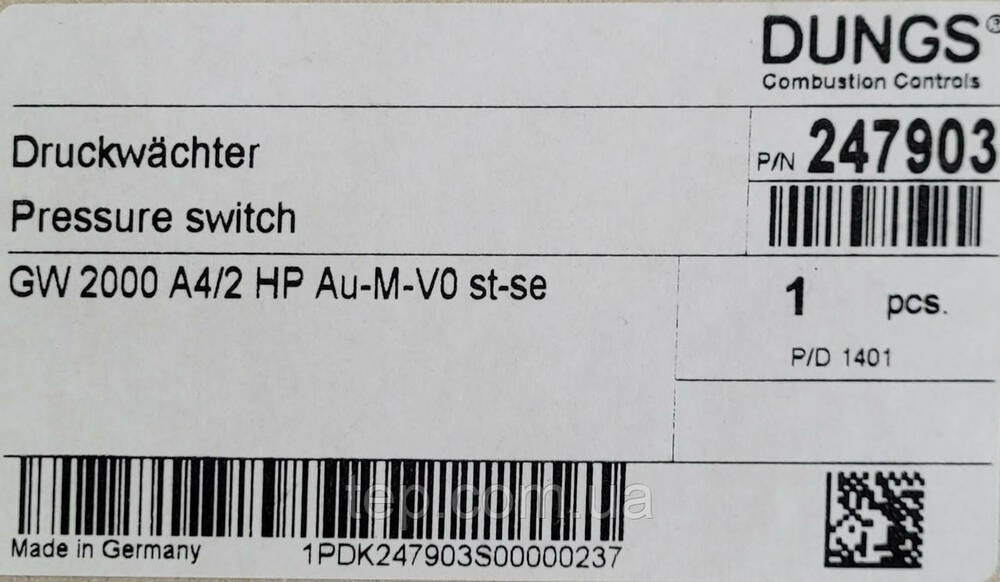 DUNGS®
Combustion Controls
Druckwächter
P/N 247903
Pressure switch
GW 2000 A4/2 HP Au-M-V0 st-se
1 pcs.
P/D 1401
tep.com.ua
Made in Germany
1PDK247903S00000237